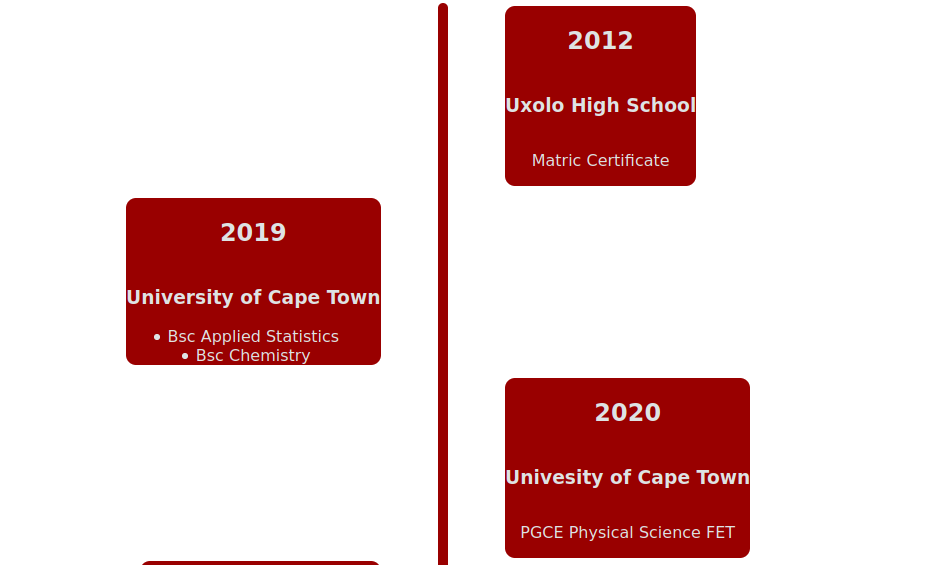 2012
Uxolo High School
Matric Certificate
2019
University of Cape Town
• Bsc Applied Statistics
• Bsc Chemistry
2020
Univesity of Cape Town
PGCE Physical Science FET